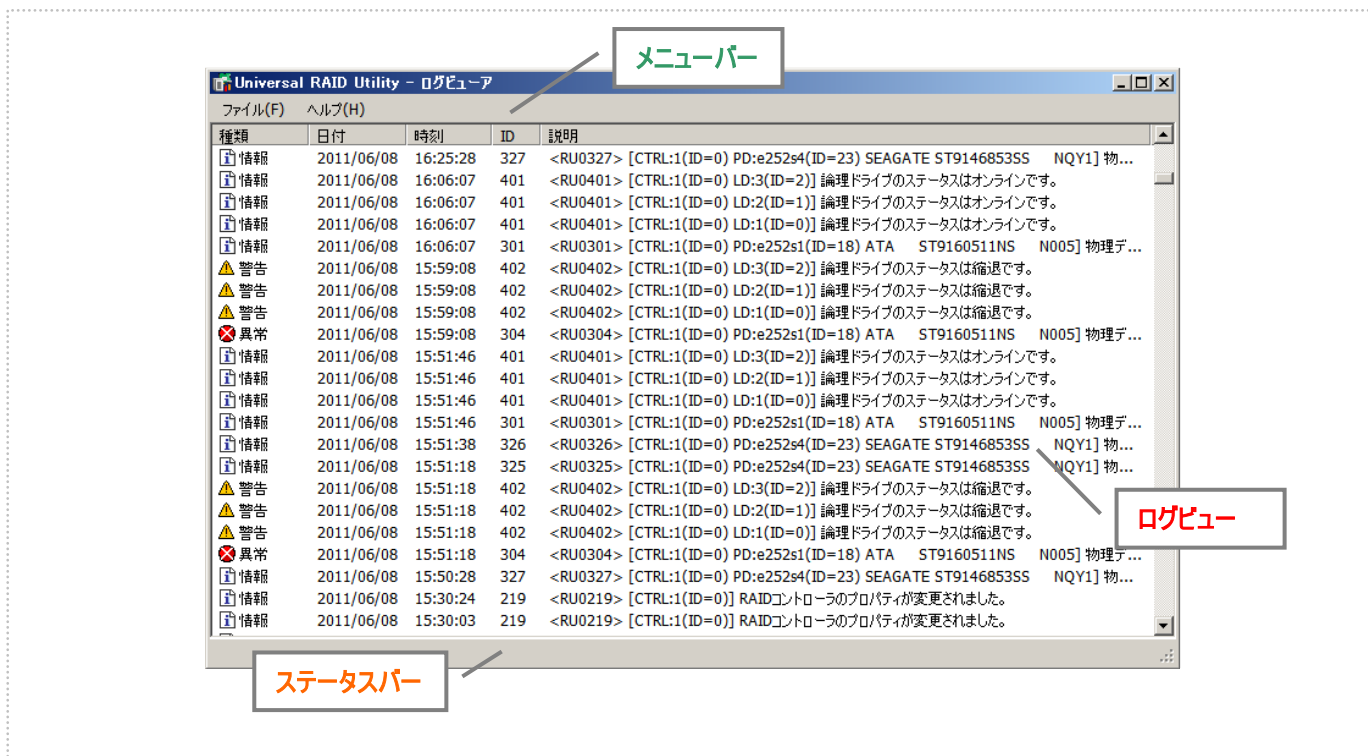 メニューバー
Universal RAID Utility - ログビューア
ファイル(F) ヘルプ(H)
種類 日付 時刻 ID 説明
情報 2011/06/08 16:25:28 327 <RU0327> [CTRL:1(ID=0) PD:e252s4(ID=23) SEAGATE ST9146853SS NQY1] 物...
情報 2011/06/08 16:06:07 401 <RU0401> [CTRL:1(ID=0) LD:3(ID=2)] 論理ドライブのステータスはオンラインです。
情報 2011/06/08 16:06:07 401 <RU0401> [CTRL:1(ID=0) LD:2(ID=1)] 論理ドライブのステータスはオンラインです。
情報 2011/06/08 16:06:07 401 <RU0401> [CTRL:1(ID=0) LD:1(ID=0)] 論理ドライブのステータスはオンラインです。
情報 2011/06/08 16:06:07 301 <RU0301> [CTRL:1(ID=0) PD:e252s1(ID=18) ATA ST9160511NS N005] 物理デ...
警告 2011/06/08 15:59:08 402 <RU0402> [CTRL:1(ID=0) LD:3(ID=2)] 論理ドライブのステータスは縮退です。
警告 2011/06/08 15:59:08 402 <RU0402> [CTRL:1(ID=0) LD:2(ID=1)] 論理ドライブのステータスは縮退です。
警告 2011/06/08 15:59:08 402 <RU0402> [CTRL:1(ID=0) LD:1(ID=0)] 論理ドライブのステータスは縮退です。
異常 2011/06/08 15:59:08 304 <RU0304> [CTRL:1(ID=0) PD:e252s1(ID=18) ATA ST9160511NS N005] 物理デ...
情報 2011/06/08 15:51:46 401 <RU0401> [CTRL:1(ID=0) LD:3(ID=2)] 論理ドライブのステータスはオンラインです。
情報 2011/06/08 15:51:46 401 <RU0401> [CTRL:1(ID=0) LD:2(ID=1)] 論理ドライブのステータスはオンラインです。
情報 2011/06/08 15:51:46 401 <RU0401> [CTRL:1(ID=0) LD:1(ID=0)] 論理ドライブのステータスはオンラインです。
情報 2011/06/08 15:51:46 301 <RU0301> [CTRL:1(ID=0) PD:e252s1(ID=18) ATA ST9160511NS N005] 物理デ...
情報 2011/06/08 15:51:38 326 <RU0326> [CTRL:1(ID=0) PD:e252s4(ID=23) SEAGATE ST9146853SS NQY1] 物...
情報 2011/06/08 15:51:18 325 <RU0325> [CTRL:1(ID=0) PD:e252s4(ID=23) SEAGATE ST9146853SS NQY1] 物...
警告 2011/06/08 15:51:18 402 <RU0402> [CTRL:1(ID=0) LD:3(ID=2)] 論理ドライブのステータスは縮退です。
警告 2011/06/08 15:51:18 402 <RU0402> [CTRL:1(ID=0) LD:2(ID=1)] 論理ドライブのステータスは縮退です。
警告 2011/06/08 15:51:18 402 <RU0402> [CTRL:1(ID=0) LD:1(ID=0)] 論理ドライブのステータスは縮退です。
異常 2011/06/08 15:51:18 304 <RU0304> [CTRL:1(ID=0) PD:e252s1(ID=18) ATA ST9160511NS N005] 物理デ...
情報 2011/06/08 15:50:28 327 <RU0327> [CTRL:1(ID=0) PD:e252s4(ID=23) SEAGATE ST9146853SS NQY1] 物...
情報 2011/06/08 15:30:24 219 <RU0219> [CTRL:1(ID=0)] RAIDコントローラのプロパティが変更されました。
情報 2011/06/08 15:30:03 219 <RU0219> [CTRL:1(ID=0)] RAIDコントローラのプロパティが変更されました。
ログビュー
ステータスバー